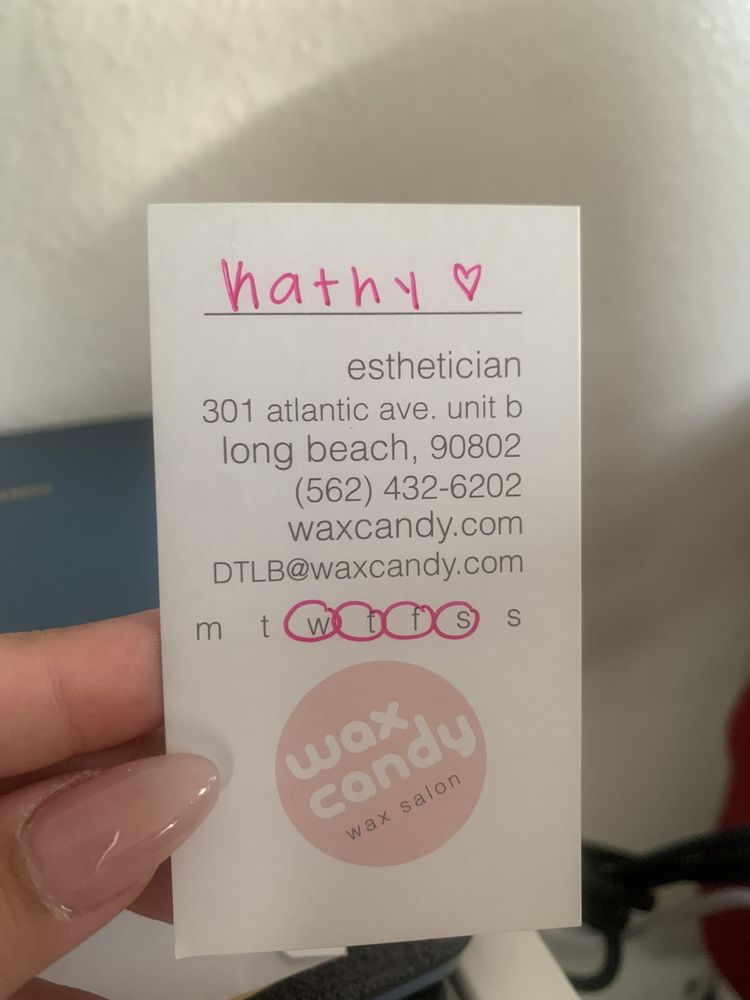 kathy ♡
esthetician
301 atlantic ave. unit b
long beach, 90802
(562) 432-6202
waxcandy.com
DTLB@waxcandy.com
m t w t f s s
wax
candy
wax salon